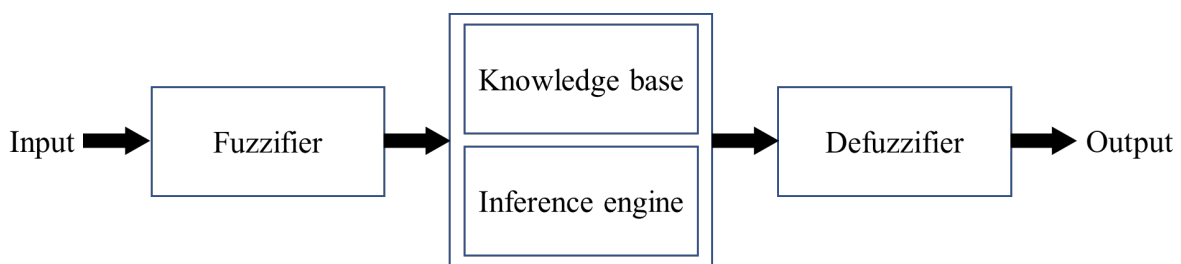 Input
Fuzzifier
Knowledge base
Inference engine
Defuzzifier
Output